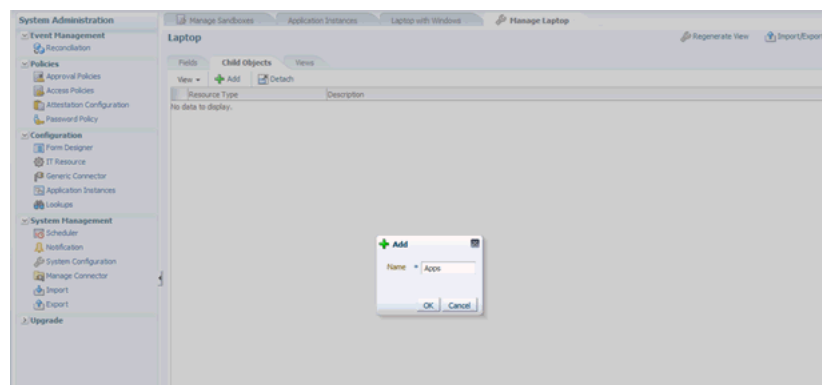 System Administration
Event Management
Reconciliation
Policies
Approval Policies
Access Policies
Attestation Configuration
Password Policy
Configuration
Form Designer
IT Resource
Generic Connector
Application Instances
Lookups
System Management
Scheduler
Notification
System Configuration
Manage Connector
Import
Export
Upgrade
Manage Sandboxes Application Instances Laptop with Windows Manage Laptop
Laptop Regenerate View Import/Export
Fields Child Objects Views
View Add Detach
Resource Type Description
No data to display.
Add
Name * Apps
OK Cancel